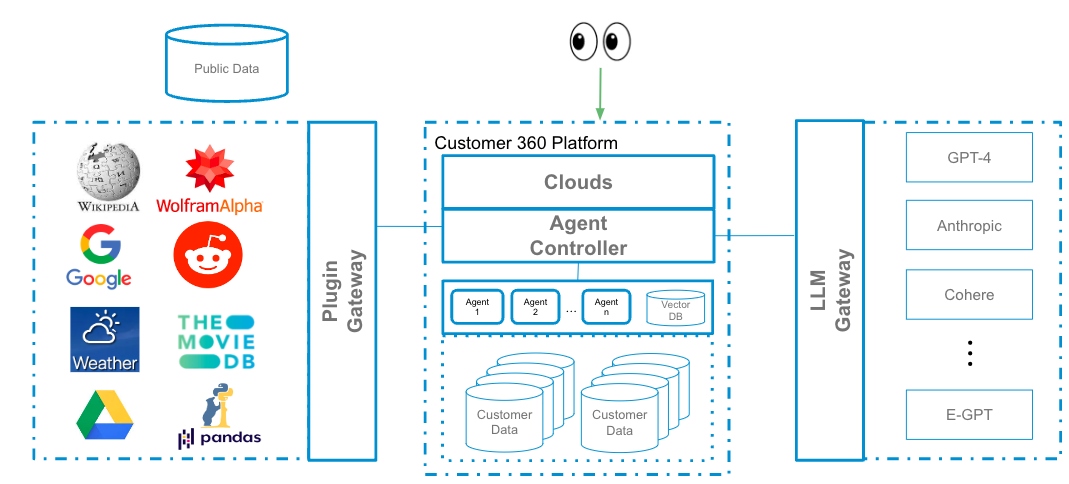 Public Data
WIKIPEDIA
WolframAlpha
Google
Weather
THE
MOVIE
DB
pandas
Plugin
Gateway
Customer 360 Platform
Clouds
Agent
Controller
Agent
1
Agent
2
...
Agent
n
Vector
DB
Customer
Data
Customer
Data
LLM
Gateway
GPT-4
Anthropic
Cohere
E-GPT